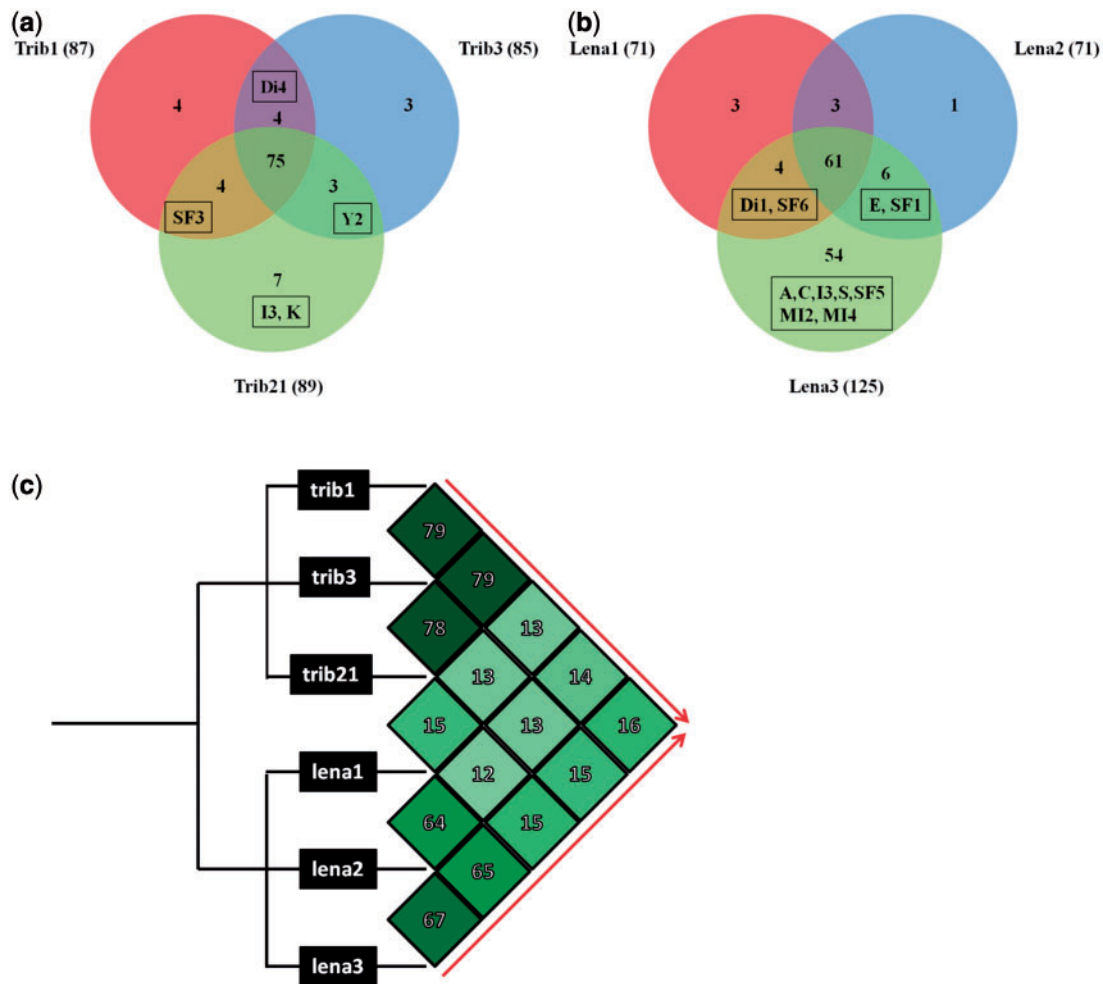 (a)
Trib1 (87)
Trib3 (85)
Di4
4
4
3
75
4
3
SF3
Y2
7
I3, K
Trib21 (89)
(b)
Lena1 (71)
Lena2 (71)
3
3
1
61
4
6
Di1, SF6
E, SF1
54
A,C,I3,S,SF5
MI2, MI4
Lena3 (125)
(c)
trib1
79
trib3
79
78
13
trib21
13
14
15
13
16
lena1
12
15
64
15
lena2
65
67
lena3